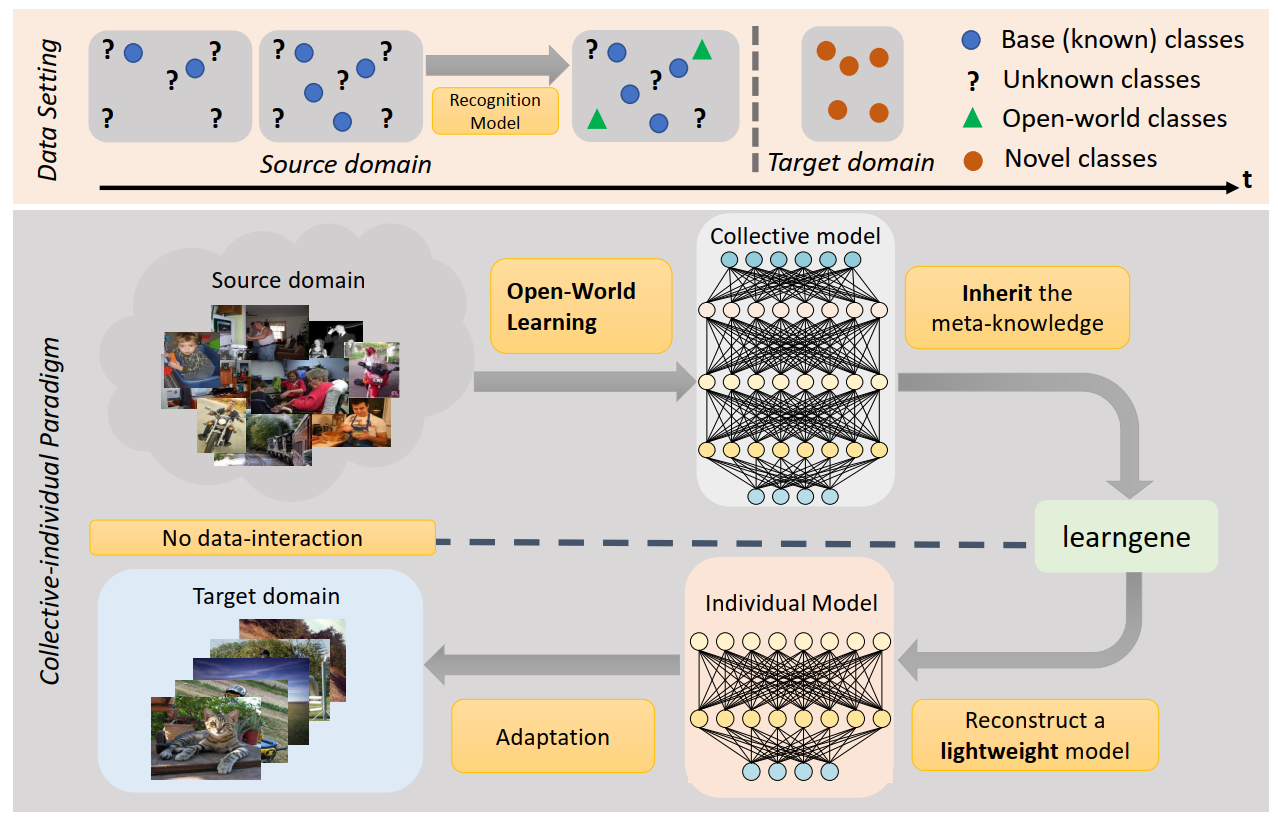 Data Setting
? ? ? ? ?
? ? ? ? ?
Recognition
Model
? ? ?
Source domain
Target domain
Base (known) classes
? Unknown classes
Open-world classes
Novel classes
t
Collective-individual Paradigm
Source domain
Open-World
Learning
Collective model
Inherit the
meta-knowledge
learngene
No data-interaction
Target domain
Adaptation
Individual Model
Reconstruct a
lightweight model